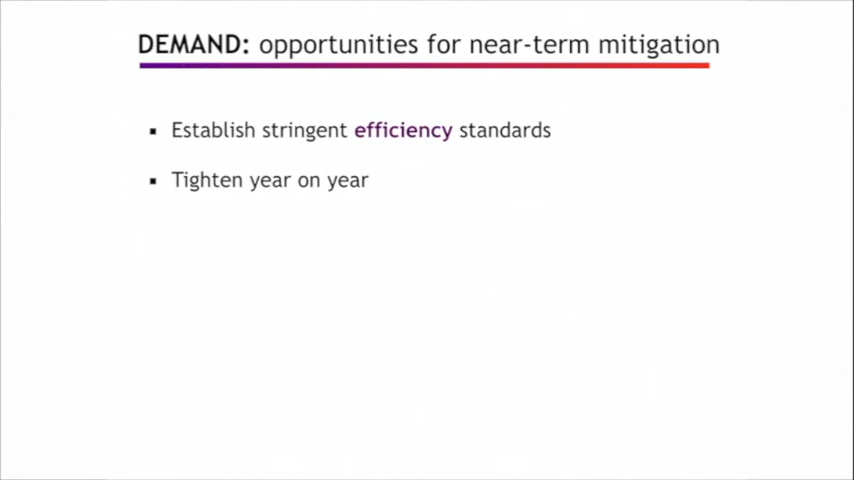 DEMAND: opportunities for near-term mitigation
▪ Establish stringent efficiency standards
▪ Tighten year on year